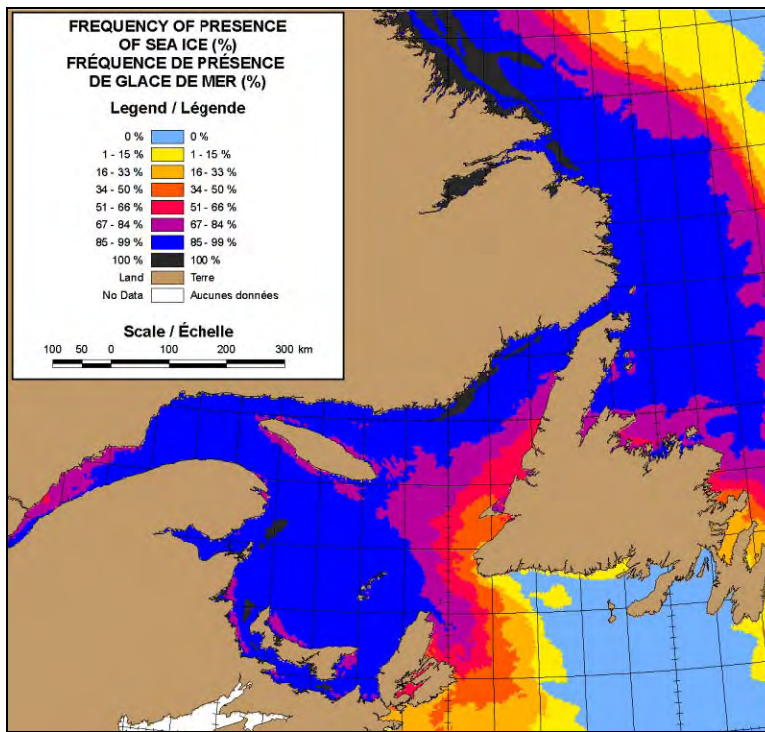 FREQUENCY OF PRESENCE
OF SEA ICE (%)
FRÉQUENCE DE PRÉSENCE
DE GLACE DE MER (%)
Legend / Légende
0 % 0 %
1 - 15 % 1 - 15 %
16 - 33 % 16 - 33 %
34 - 50 % 34 - 50 %
51 - 66 % 51 - 66 %
67 - 84 % 67 - 84 %
85 - 99 % 85 - 99 %
100 % 100 %
Land Terre
No Data Aucunes données
Scale / Échelle
100 50 0 100 200 300 km